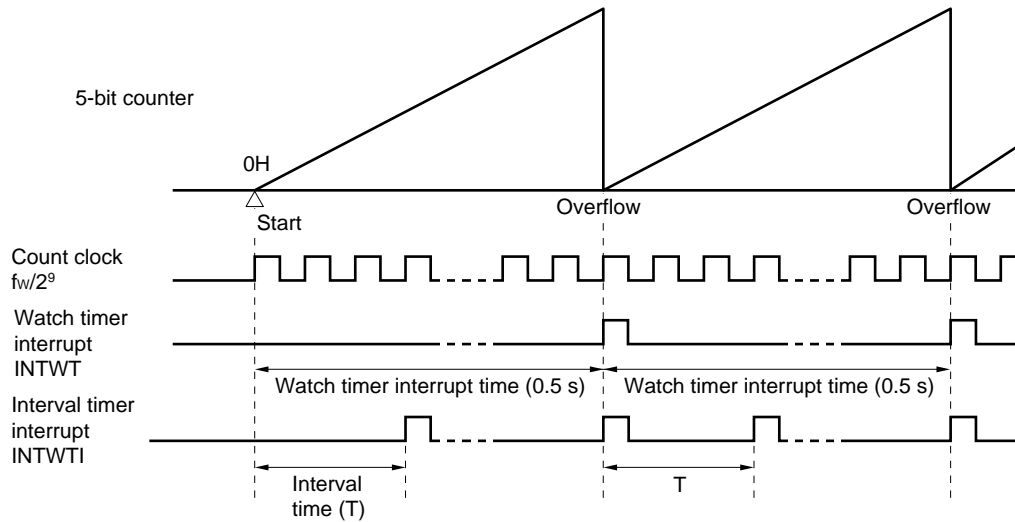 5-bit counter
0H
Start
Overflow
Overflow
Count clock
fw/2⁹
Watch timer
interrupt
INTWT
Watch timer interrupt time (0.5 s)
Watch timer interrupt time (0.5 s)
Interval timer
interrupt
INTWTI
Interval
time (T)
T